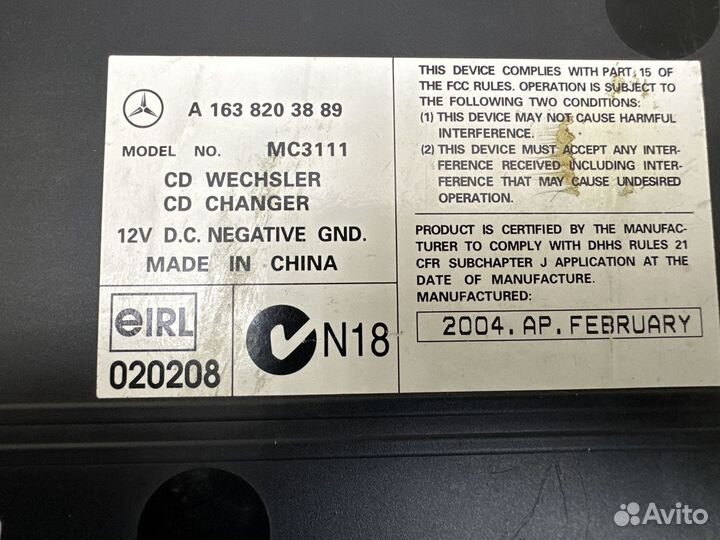 A 163 820 38 89
MODEL NO. MC3111
CD WECHSLER
CD CHANGER
12V D.C. NEGATIVE GND.
MADE IN CHINA
eIRL
020208
N18
THIS DEVICE COMPLIES WITH PART 15 OF
THE FCC RULES. OPERATION IS SUBJECT TO
THE FOLLOWING TWO CONDITIONS:
(1) THIS DEVICE MAY NOT CAUSE HARMFUL
INTERFERENCE.
(2) THIS DEVICE MUST ACCEPT ANY INTER-
FERENCE RECEIVED INCLUDING INTER-
FERENCE THAT MAY CAUSE UNDESIRED
OPERATION.
PRODUCT IS CERTIFIED BY THE MANUFAC-
TURER TO COMPLY WITH DHHS RULES 21
CFR SUBCHAPTER J APPLICATION AT THE
DATE OF MANUFACTURE.
MANUFACTURED:
2004. AP. FEBRUARY
Avito